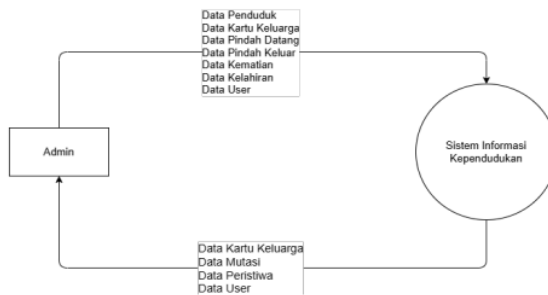 Data Penduduk
Data Kartu Keluarga
Data Pindah Datang
Data Pindah Keluar
Data Kematian
Data Kelahiran
Data User
Admin
Sistem Informasi
Kependudukan
Data Kartu Keluarga
Data Mutasi
Data Peristiwa
Data User